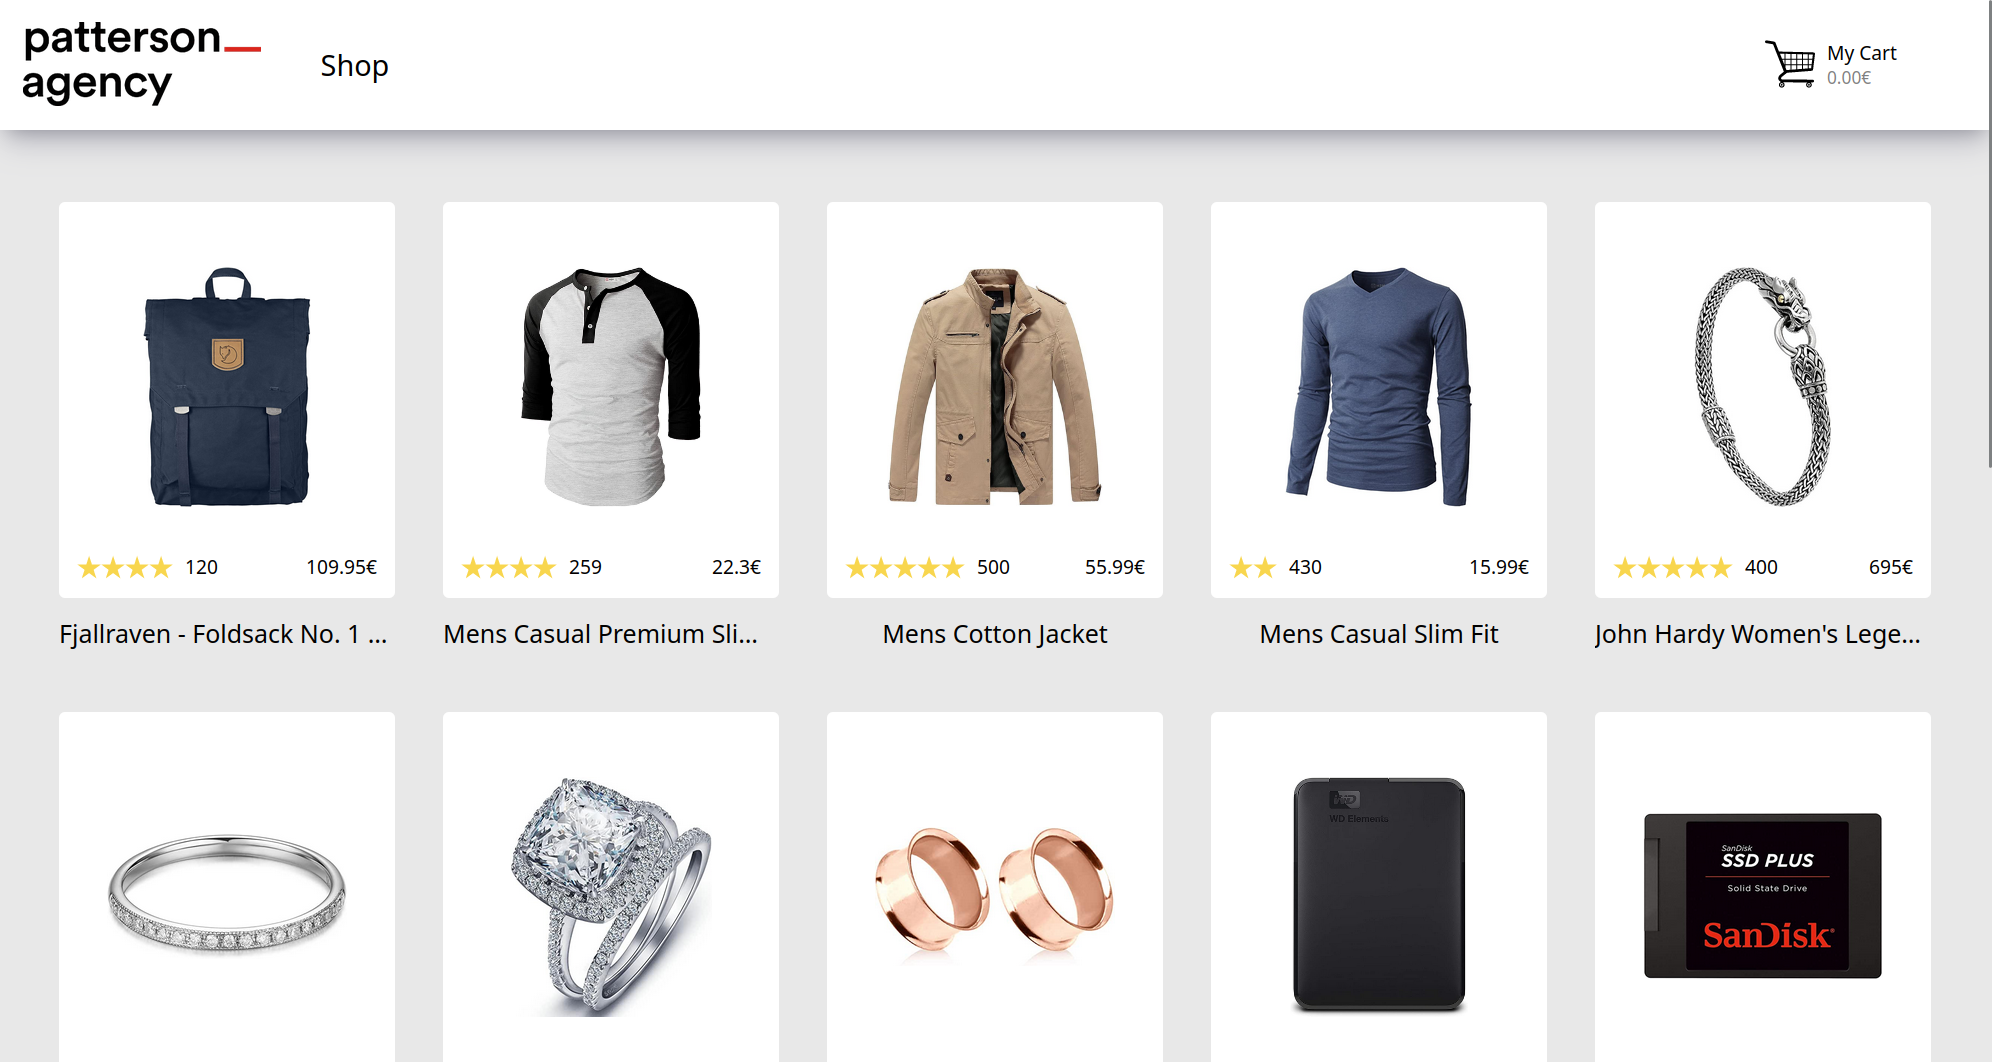 patterson
agency
Shop
My Cart
0.00€
120
109.95€
259
22.3€
500
55.99€
430
15.99€
400
695€
Fjallraven - Foldsack No. 1 ...
Mens Casual Premium Sli...
Mens Cotton Jacket
Mens Casual Slim Fit
John Hardy Women's Lege...
WD
WD Elements
SanDisk
SSD PLUS
Solid State Drive
SanDisk